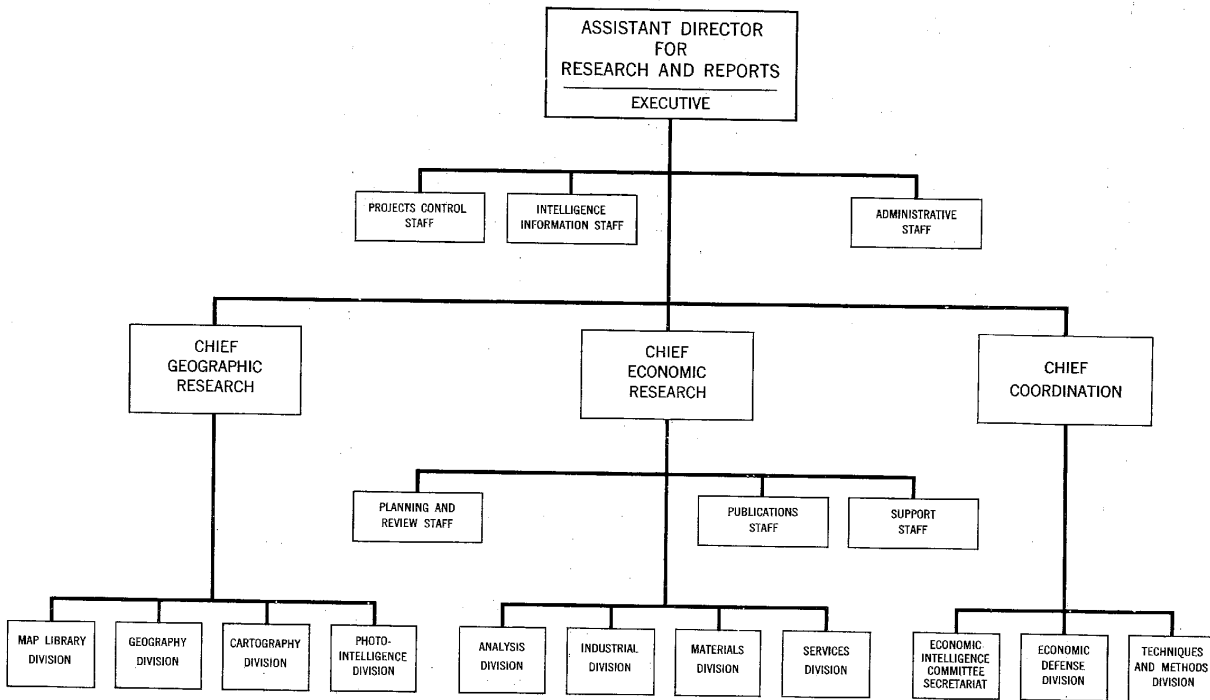 ASSISTANT DIRECTOR
FOR
RESEARCH AND REPORTS
EXECUTIVE
PROJECTS CONTROL
STAFF
INTELLIGENCE
INFORMATION STAFF
ADMINISTRATIVE
STAFF
CHIEF
GEOGRAPHIC
RESEARCH
CHIEF
ECONOMIC
RESEARCH
CHIEF
COORDINATION
PLANNING AND
REVIEW STAFF
PUBLICATIONS
STAFF
SUPPORT
STAFF
MAP LIBRARY
DIVISION
GEOGRAPHY
DIVISION
CARTOGRAPHY
DIVISION
PHOTO-
INTELLIGENCE
DIVISION
ANALYSIS
DIVISION
INDUSTRIAL
DIVISION
MATERIALS
DIVISION
SERVICES
DIVISION
ECONOMIC
INTELLIGENCE
COMMITTEE
SECRETARIAT
ECONOMIC
DEFENSE
DIVISION
TECHNIQUES
AND METHODS
DIVISION